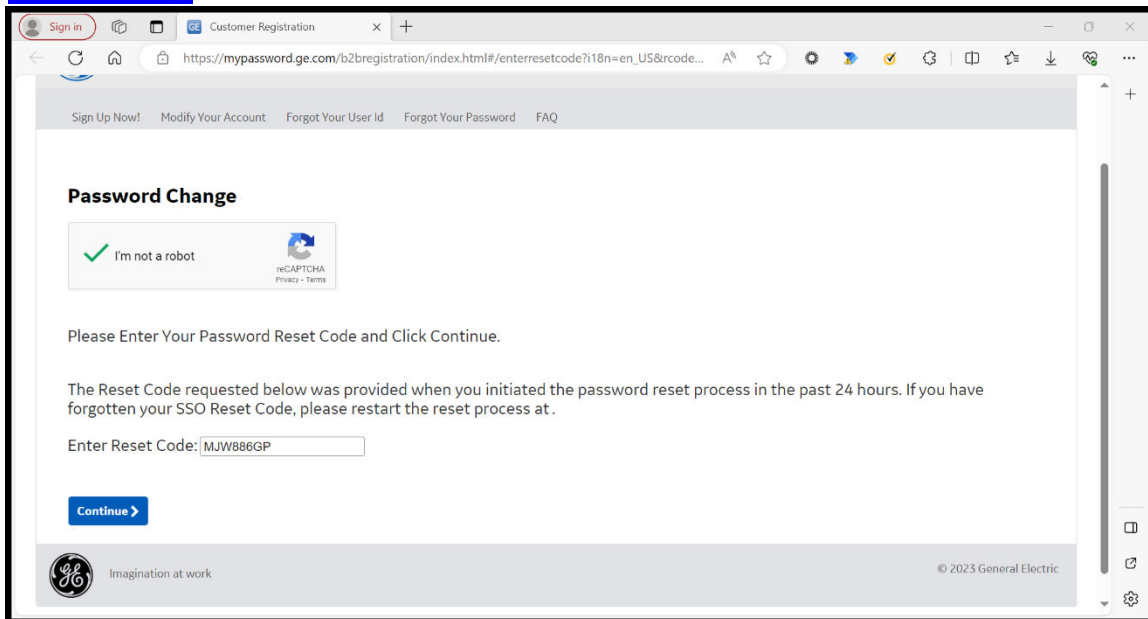 Sign in
GE Customer Registration
https://mypassword.ge.com/b2bregistration/index.html#/enterresetcode?i18n=en_US&rcode...
Sign Up Now! Modify Your Account Forgot Your User Id Forgot Your Password FAQ
Password Change
I'm not a robot
reCAPTCHA
Privacy - Terms
Please Enter Your Password Reset Code and Click Continue.
The Reset Code requested below was provided when you initiated the password reset process in the past 24 hours. If you have
forgotten your SSO Reset Code, please restart the reset process at .
Enter Reset Code: MJW886GP
Continue
GE Imagination at work © 2023 General Electric